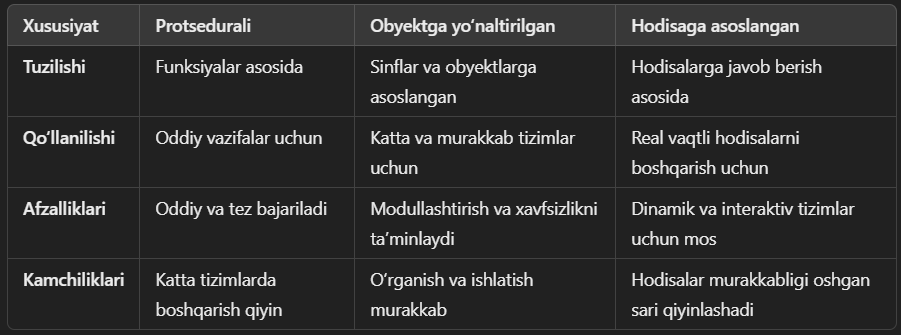 Xususiyat Protsedurali Obyektga yo‘naltirilgan Hodisaga asoslangan
Tuzilishi Funksiyalar asosida Sinflar va obyektlarga asoslangan Hodisalarga javob berish asosida
Qo‘llanilishi Oddiy vazifalar uchun Katta va murakkab tizimlar uchun Real vaqtli hodisalarni boshqarish uchun
Afzalliklari Oddiy va tez bajariladi Modullashtirish va xavfsizlikni ta’minlaydi Dinamik va interaktiv tizimlar uchun mos
Kamchiliklari Katta tizimlarda boshqarish qiyin O‘rganish va ishlatish murakkab Hodisalar murakkabligi oshgan sari qiyinlashadi